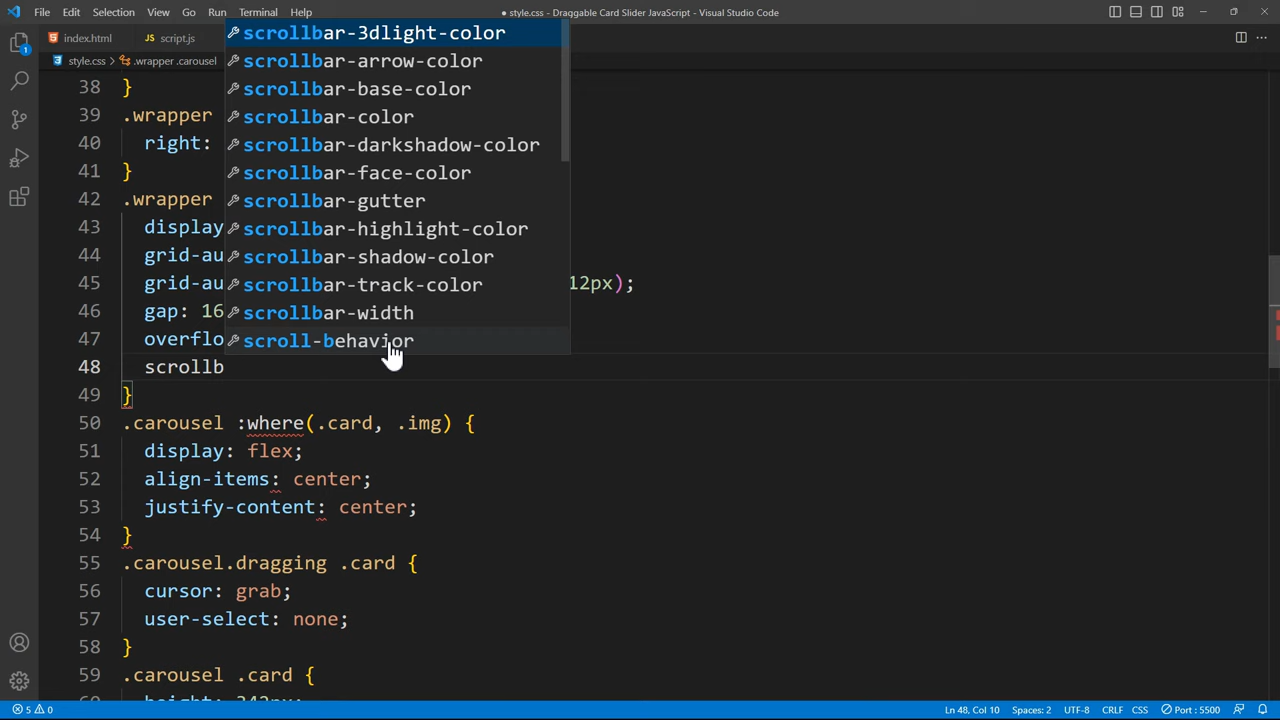 File Edit Selection View Go Run Terminal Help
● style.css - Draggable Card Slider JavaScript - Visual Studio Code
index.html
JS script.js
style.css › .wrapper .carousel
scrollbar-3dlight-color
scrollbar-arrow-color
scrollbar-base-color
scrollbar-color
scrollbar-darkshadow-color
scrollbar-face-color
scrollbar-gutter
scrollbar-highlight-color
scrollbar-shadow-color
scrollbar-track-color
scrollbar-width
scroll-behavior
38 }
39 .wrapper
40 right:
41 }
42 .wrapper
43 display
44 grid-au
45 grid-au 12px);
46 gap: 16
47 overflo
48 scrollb
49 }
50 .carousel :where(.card, .img) {
51 display: flex;
52 align-items: center;
53 justify-content: center;
54 }
55 .carousel.dragging .card {
56 cursor: grab;
57 user-select: none;
58 }
59 .carousel .card {
1
5 0
Ln 48, Col 10 Spaces: 2 UTF-8 CRLF CSS Port : 5500